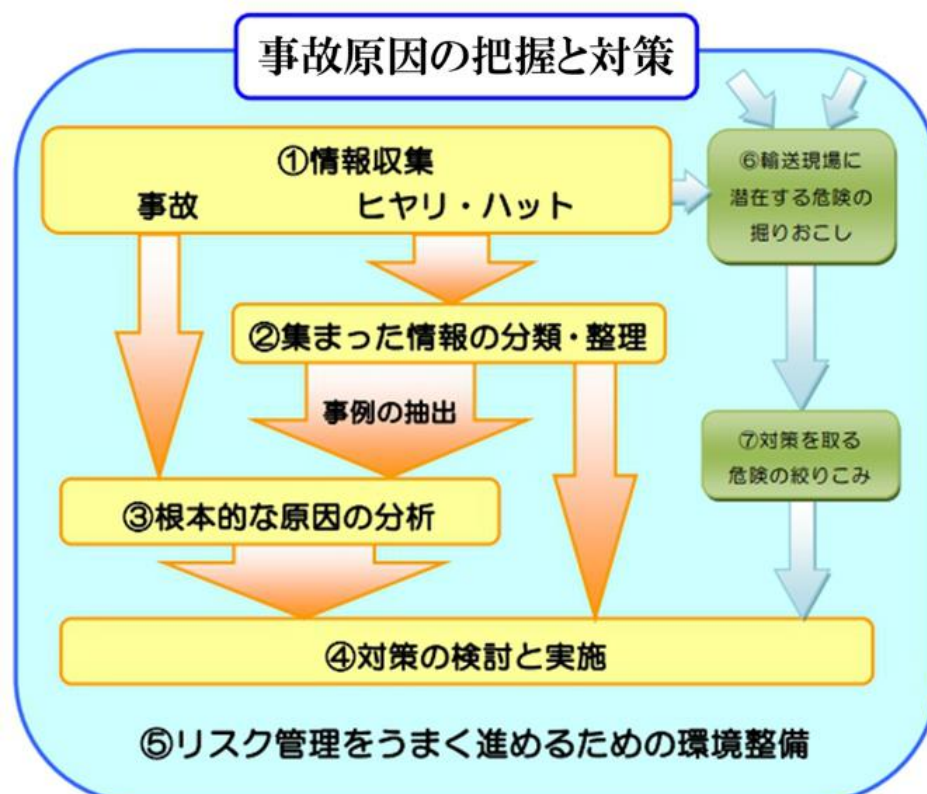 事故原因の把握と対策
①情報収集
事故 ヒヤリ・ハット
⑥輸送現場に
潜在する危険の
掘りおこし
②集まった情報の分類・整理
事例の抽出
⑦対策を取る
危険の絞りこみ
③根本的な原因の分析
④対策の検討と実施
⑤リスク管理をうまく進めるための環境整備